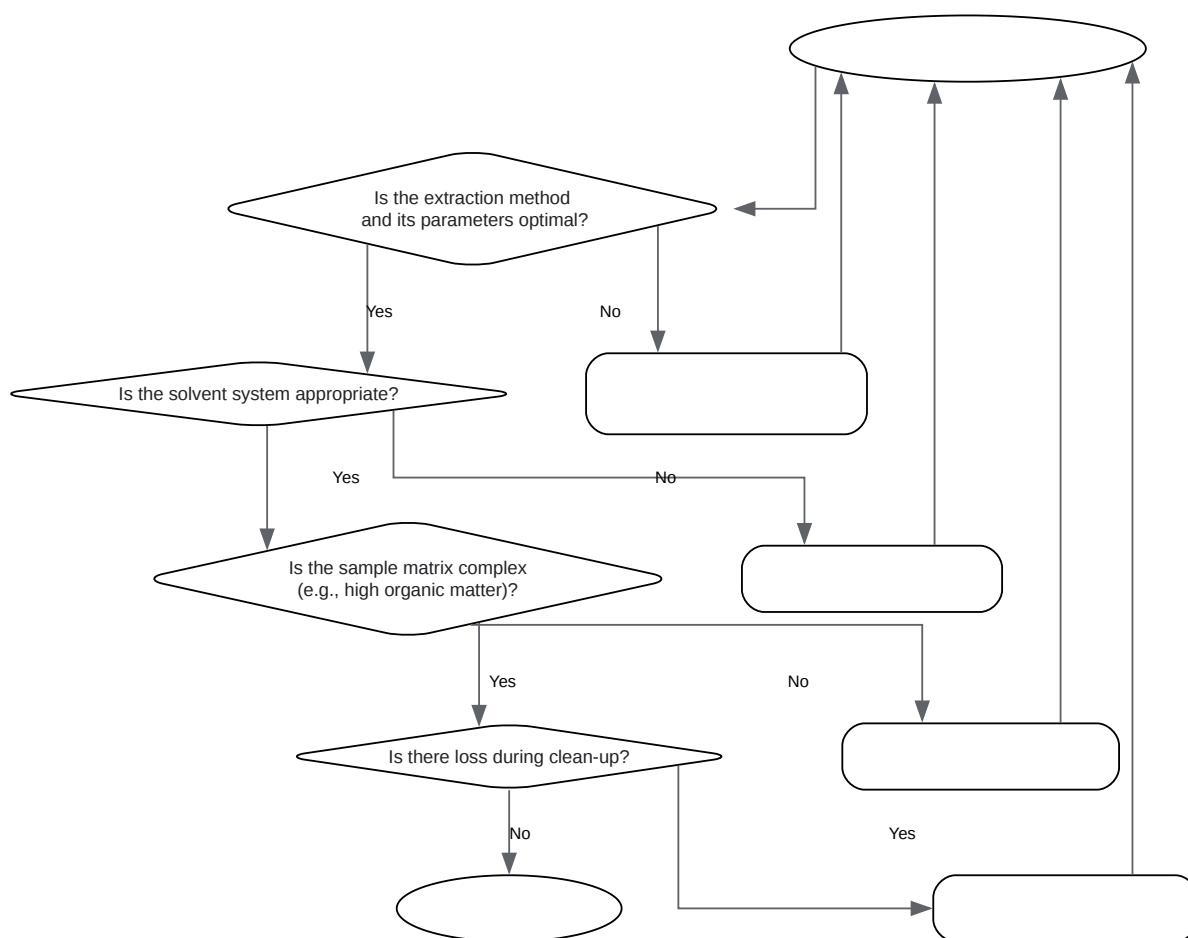 Is the extraction method
and its parameters optimal?
Yes
No
Is the solvent system appropriate?
Yes
No
Is the sample matrix complex
(e.g., high organic matter)?
Yes
No
Is there loss during clean-up?
No
Yes